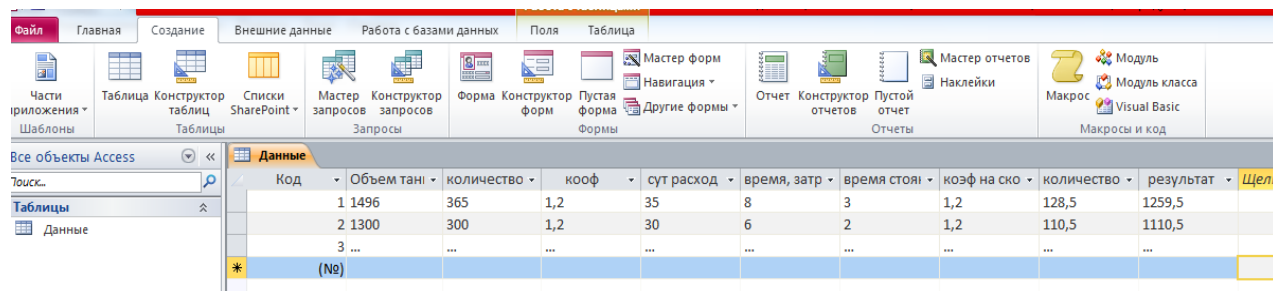 Файл Главная Создание Внешние данные Работа с базами данных Поля Таблица
Части приложения Таблица Конструктор таблиц Списки SharePoint Мастер запросов Конструктор запросов Форма Конструктор форм Пустая форма Мастер форм Навигация Другие формы Отчет Конструктор отчетов Пустой отчет Мастер отчетов Наклейки Макрос Модуль Модуль класса Visual Basic
Шаблоны Таблицы Запросы Формы Отчеты Макросы и код
Все объекты Access « Данные
Поиск...
Таблицы
Данные
Код Объем тані количество кооф сут расход время, затр время стоян коэф на ско количество результат Щел
1 1496 365 1,2 35 8 3 1,2 128,5 1259,5
2 1300 300 1,2 30 6 2 1,2 110,5 1110,5
3 ... ... ... ... ... ... ... ... ...
* (№)